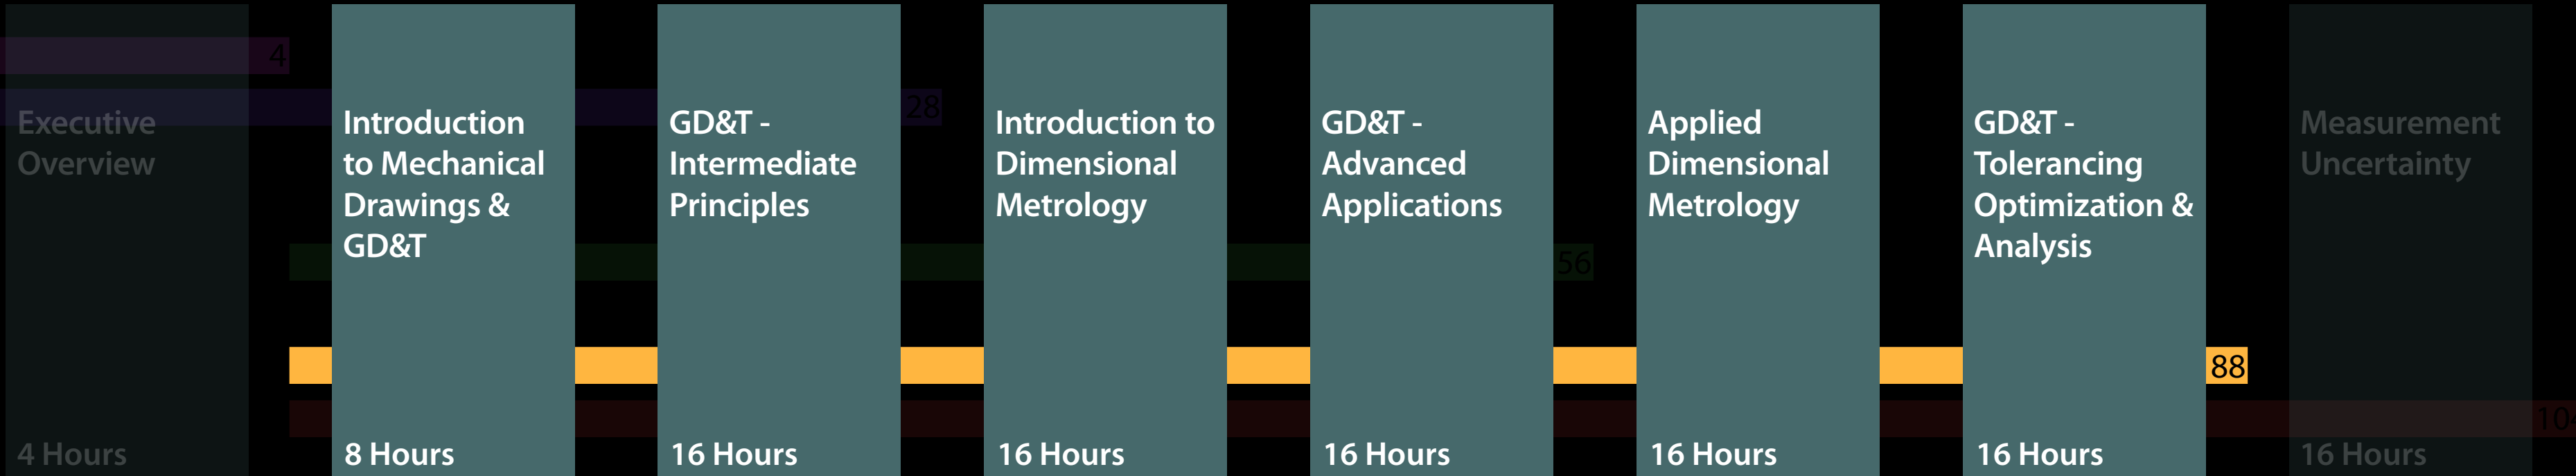 4
Executive
Overview
4 Hours
Introduction
to Mechanical
Drawings &
GD&T
8 Hours
28
GD&T -
Intermediate
Principles
16 Hours
Introduction to
Dimensional
Metrology
16 Hours
GD&T -
Advanced
Applications
16 Hours
56
Applied
Dimensional
Metrology
16 Hours
GD&T -
Tolerancing
Optimization &
Analysis
16 Hours
88
Measurement
Uncertainty
16 Hours
104